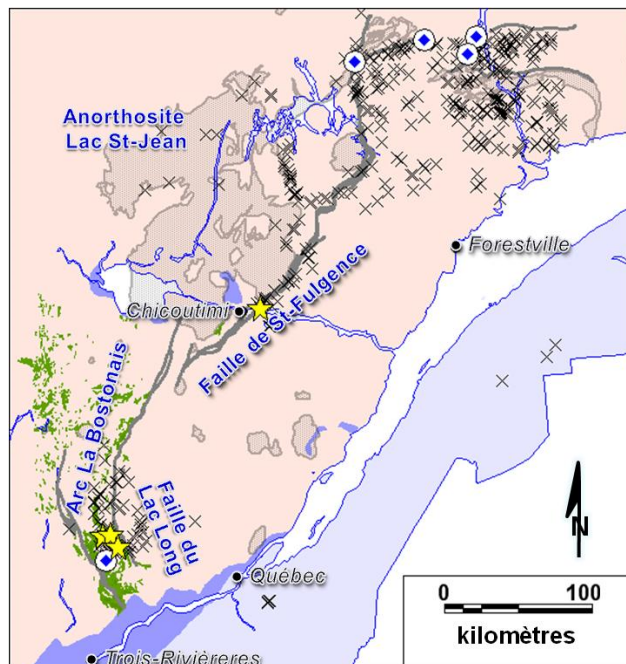 Anorthosite
Lac St-Jean
Forestville
Chicoutimi
Faille de St-Fulgence
Arc La Bostonais
Faille du
Lac Long
Québec
Trois-Rivièreres
N
0 100
kilomètres